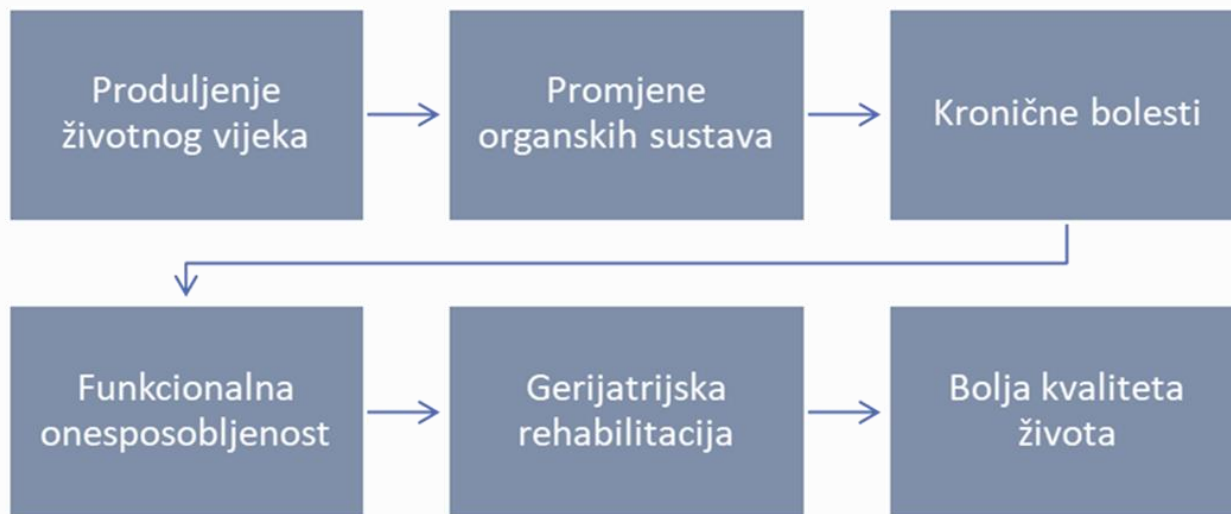 Produljenje
životnog vijeka
Promjene
organskih sustava
Kronične bolesti
Funkcionalna
onesposobljenost
Gerijatrijska
rehabilitacija
Bolja kvaliteta
života